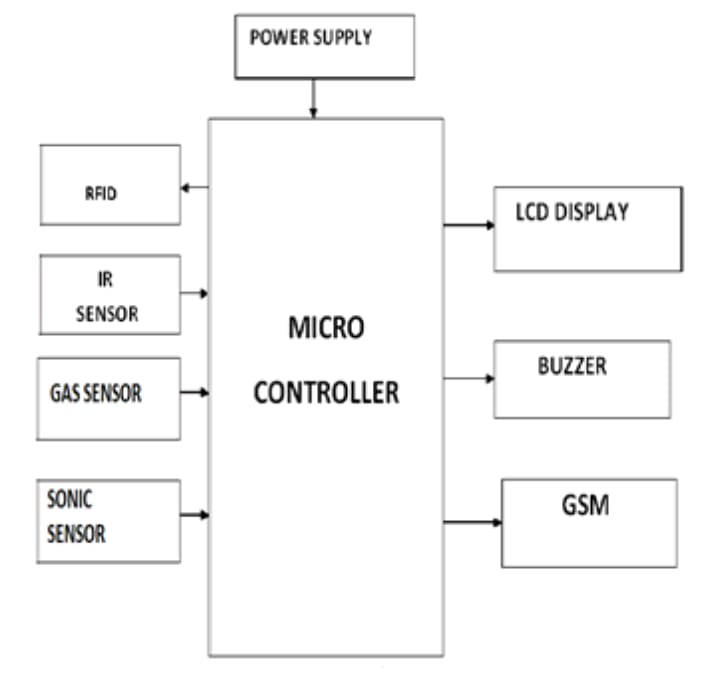 POWER SUPPLY
RFID
IR
SENSOR
GAS SENSOR
SONIC
SENSOR
MICRO
CONTROLLER
LCD DISPLAY
BUZZER
GSM